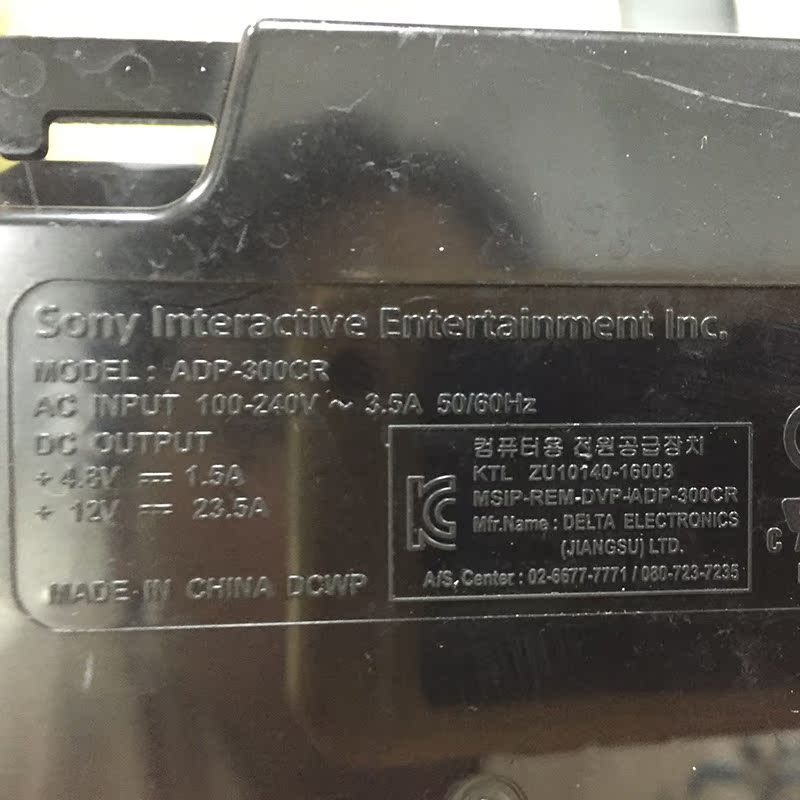 Sony Interactive Entertainment Inc.
MODEL : ADP-300CR
AC INPUT 100-240V ~ 3.5A 50/60Hz
DC OUTPUT
+ 4.8V ⎓ 1.5A
+ 12V ⎓ 23.5A
MADE IN CHINA DCWP
컴퓨터용 전원공급장치
KTL ZU10140-16003
MSIP-REM-DVP-ADP-300CR
Mfr.Name : DELTA ELECTRONICS
(JIANGSU) LTD.
A/S, Center : 02-6677-7771 / 080-723-7235
C